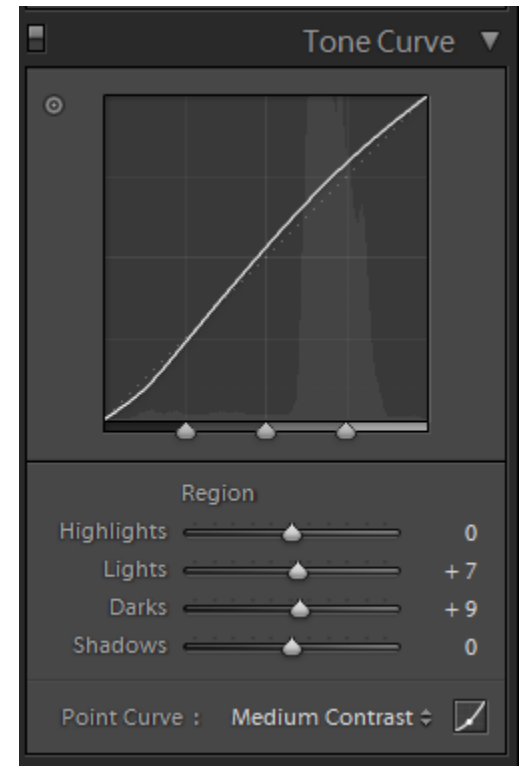 Tone Curve
Region
Highlights 0
Lights + 7
Darks + 9
Shadows 0
Point Curve : Medium Contrast